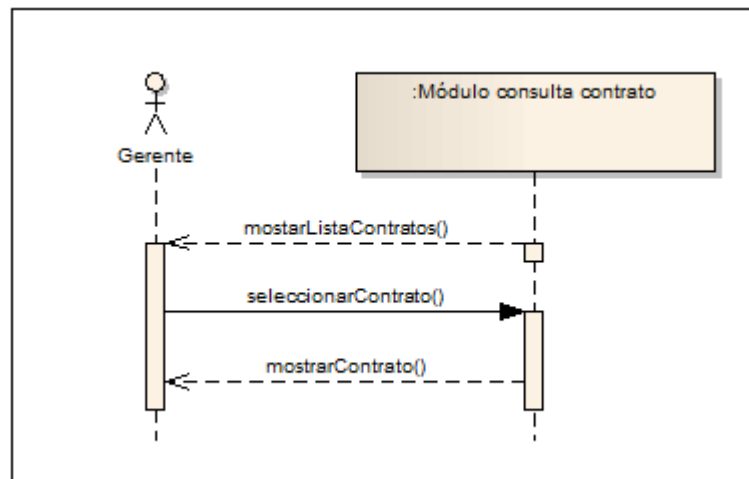 :Módulo consulta contrato
Gerente
mostarListaContratos()
seleccionarContrato()
mostrarContrato()